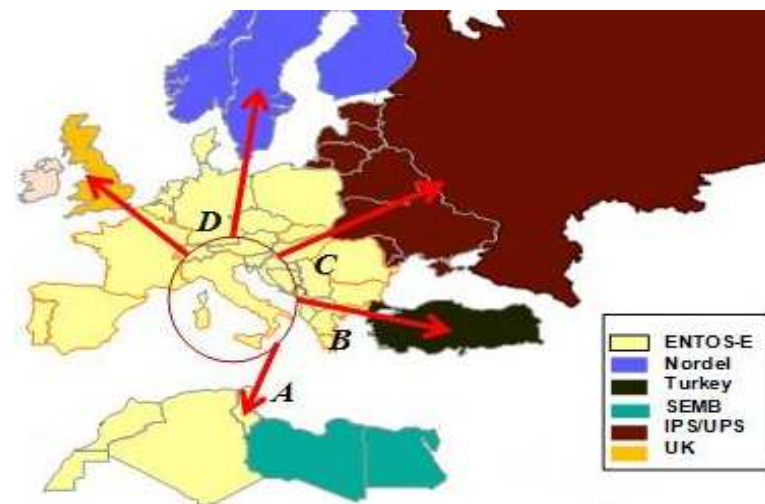 D
C
B
A
ENTOS-E
Nordel
Turkey
SEMB
IPS/UPS
UK